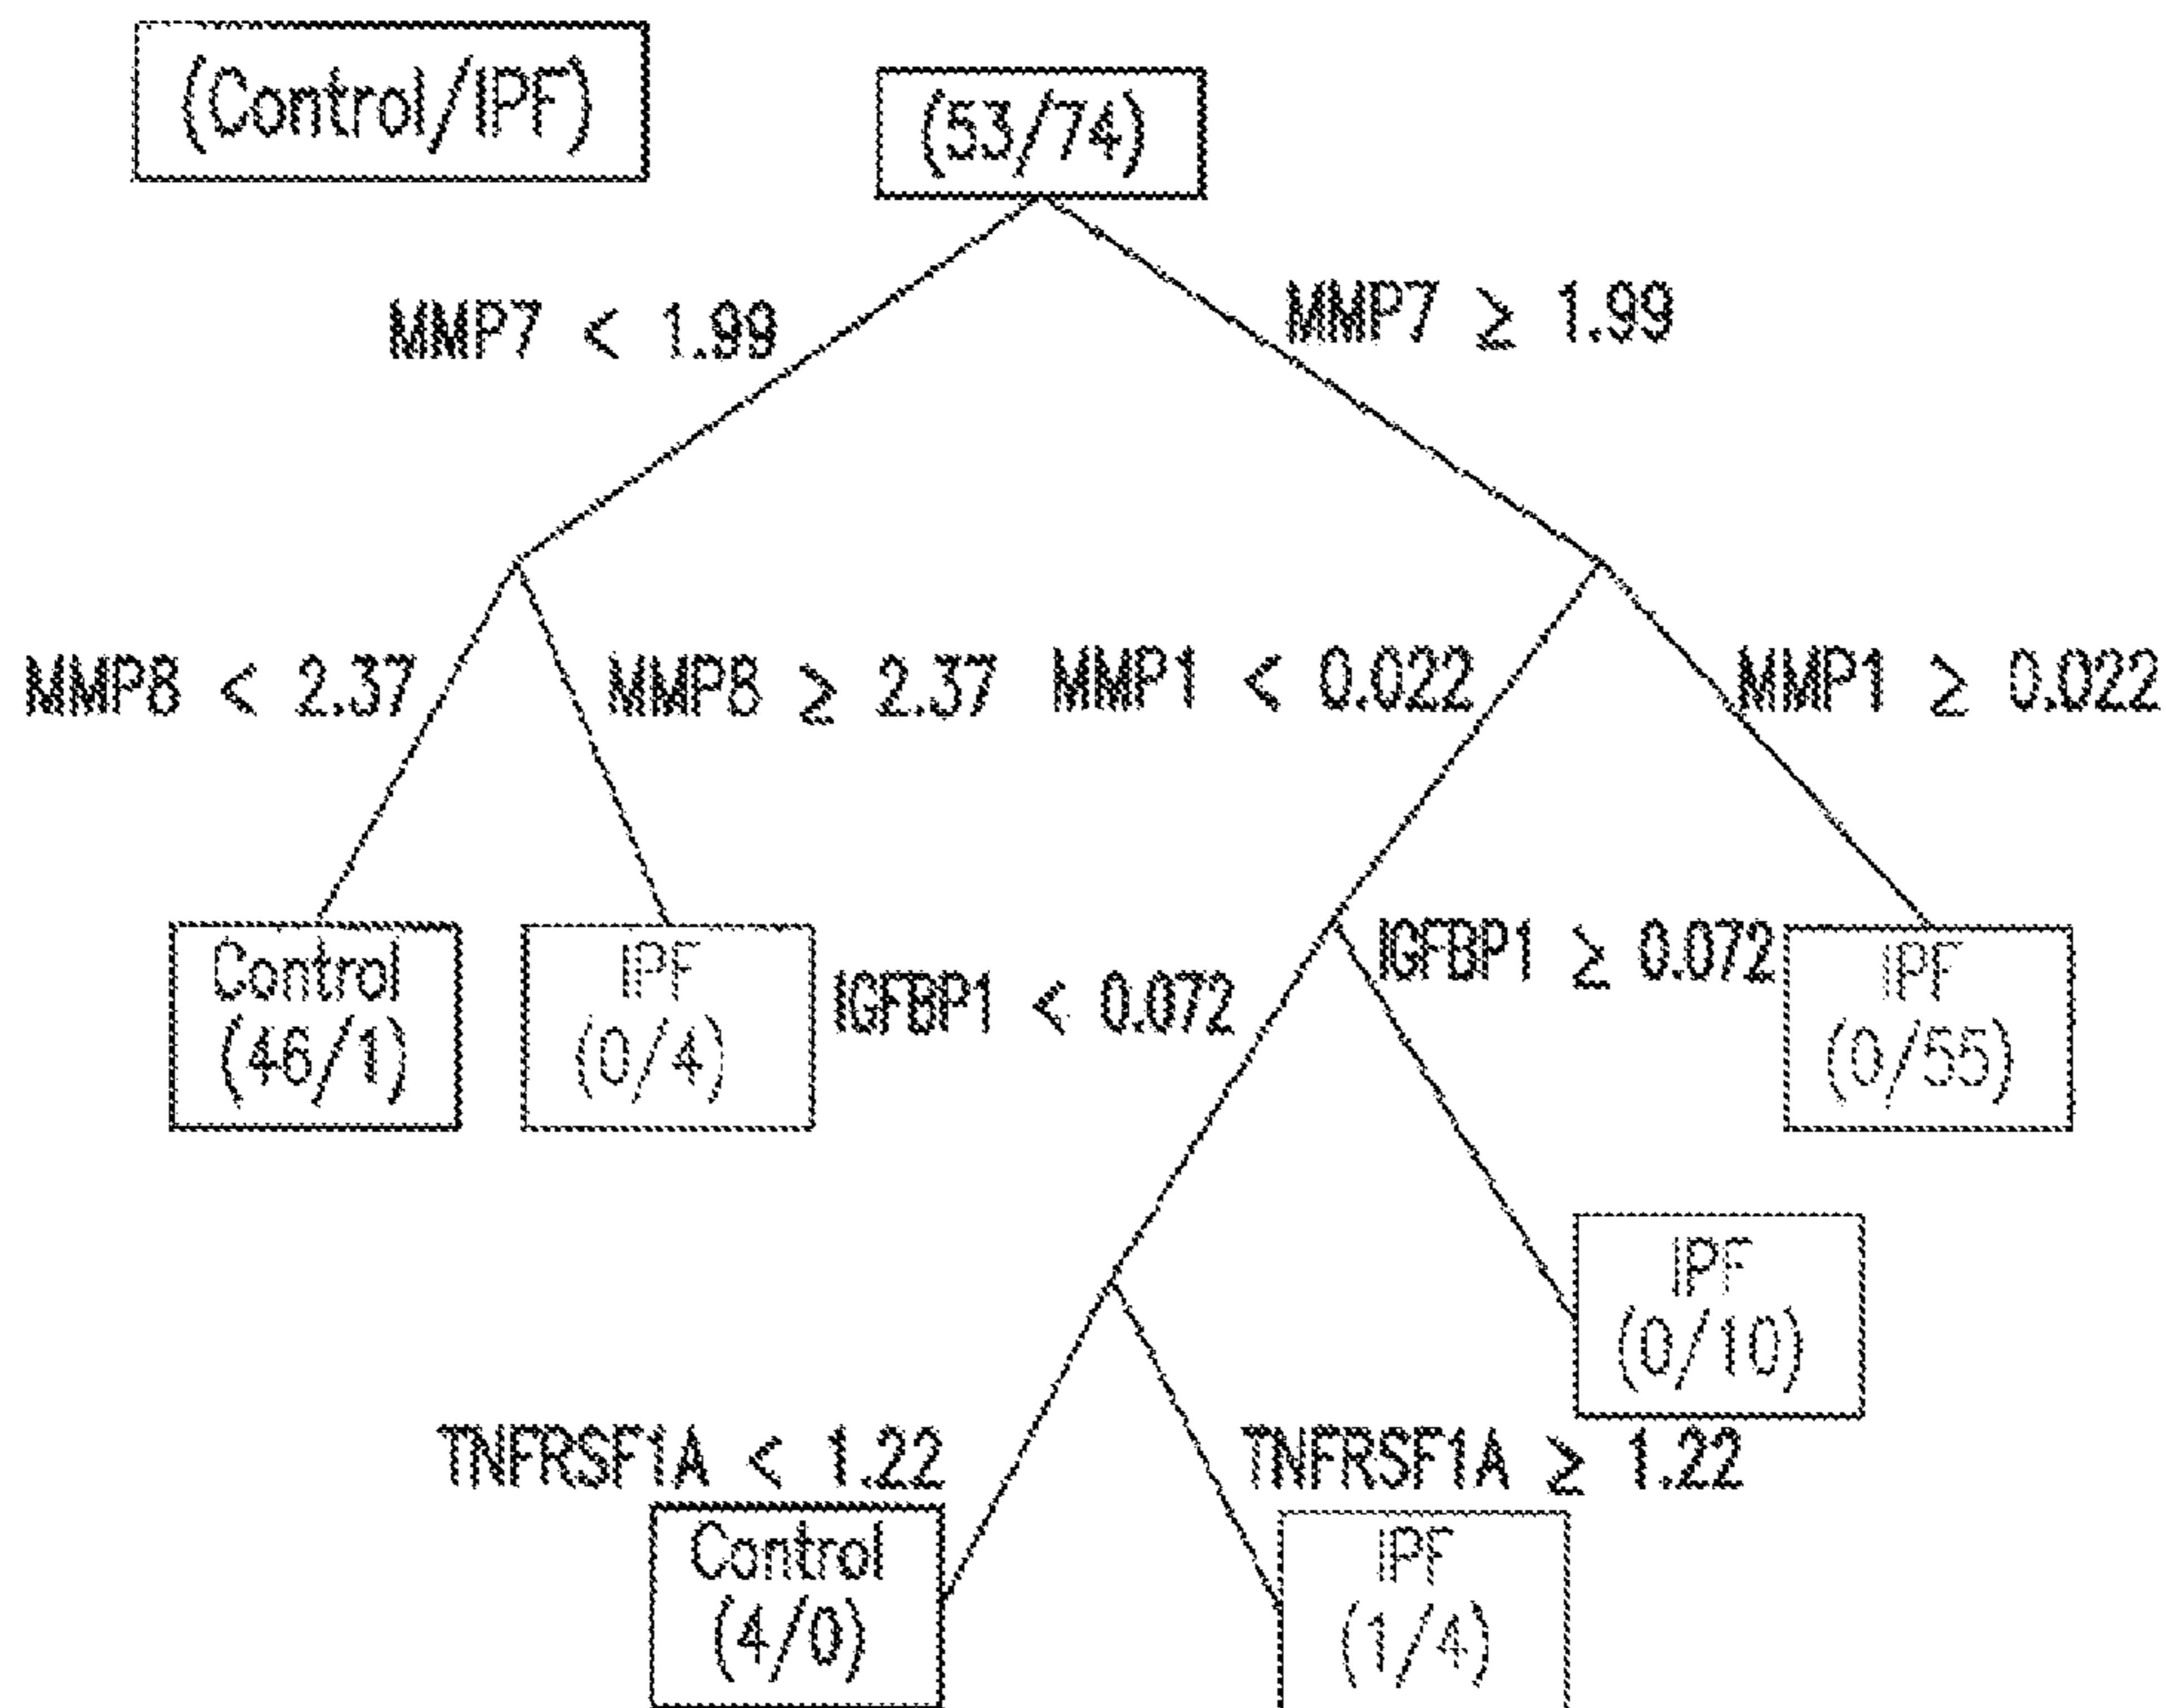 (Control/IPF)
(53/74)
MMP7 < 1.99
MMP7 ≥ 1.99
MMP8 < 2.37
MMP8 ≥ 2.37
MMP1 < 0.022
MMP1 ≥ 0.022
Control
(46/1)
IPF
(0/4)
IGFBP1 < 0.072
IGFBP1 ≥ 0.072
IPF
(0/55)
IPF
(0/10)
TNFRSF1A < 1.22
TNFRSF1A ≥ 1.22
Control
(4/0)
IPF
(1/4)